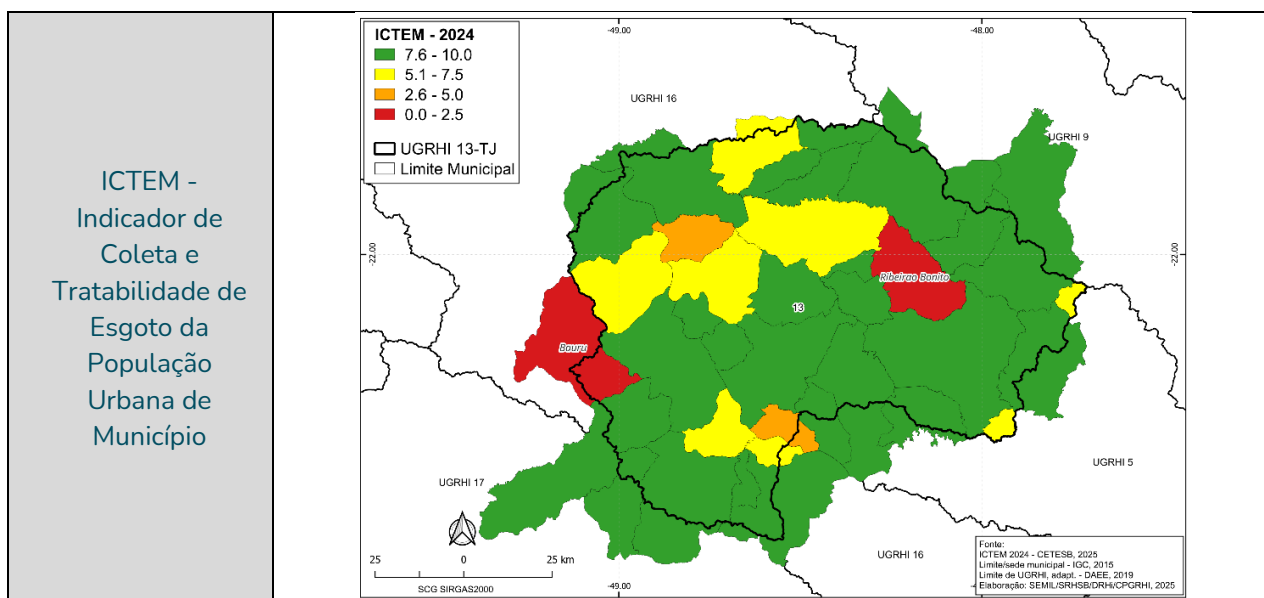 ICTEM -
Indicador de
Coleta e
Tratabilidade de
Esgoto da
População
Urbana de
Município
ICTEM - 2024
7.6 - 10.0
5.1 - 7.5
2.6 - 5.0
0.0 - 2.5
UGRHI 13-TJ
Limite Municipal
-49.00
-48.00
UGRHI 16
UGRHI 9
-22.00
-22.00
Ribeirao Bonito
13
Bauru
UGRHI 5
UGRHI 17
UGRHI 16
25 0 25 km
SCG SIRGAS2000
-49.00
Fonte:
ICTEM 2024 - CETESB, 2025
Limite/sede municipal - IGC, 2015
Limite de UGRHI, adapt. - DAEE, 2019
Elaboração: SEMIL/SRHSB/DRHi/CPGRHI, 2025